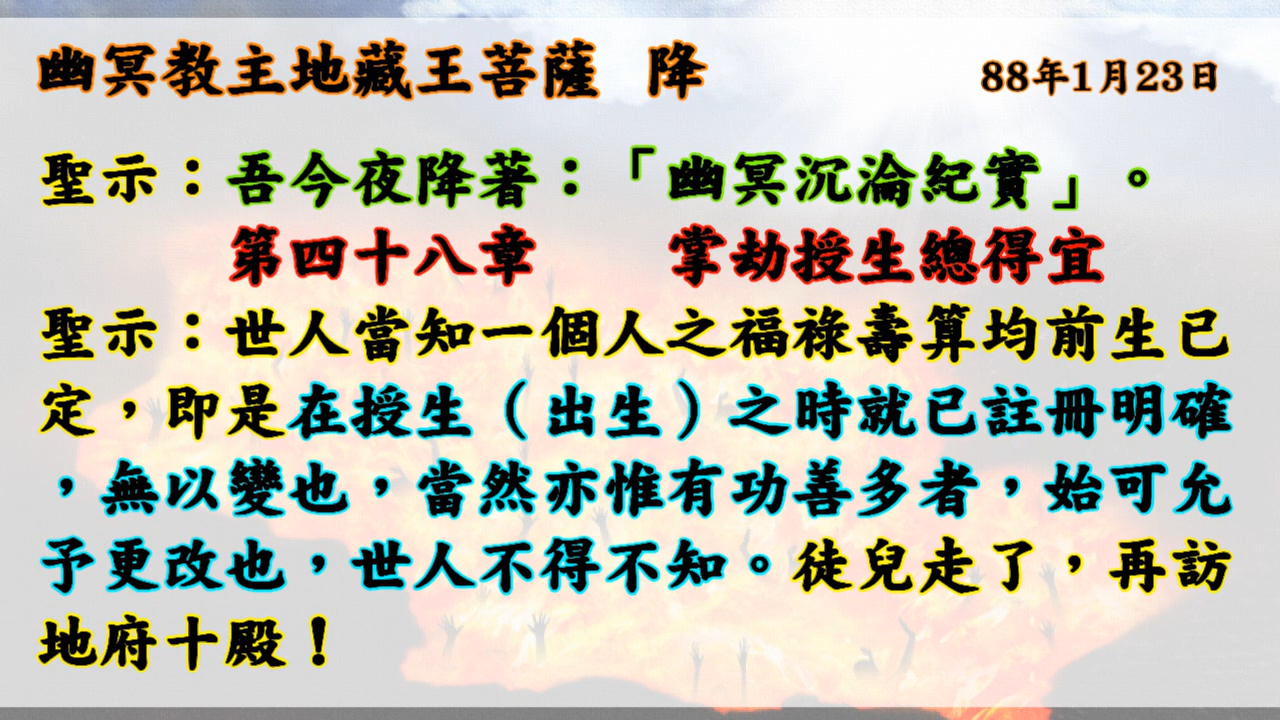 幽冥教主地藏王菩薩 降 88年1月23日
聖示：吾今夜降著：「幽冥沉淪紀實」。
第四十八章 掌劫授生總得宜
聖示：世人當知一個人之福祿壽算均前生已
定，即是在授生（出生）之時就已註冊明確
，無以變也，當然亦惟有功善多者，始可允
予更改也，世人不得不知。徒兒走了，再訪
地府十殿！